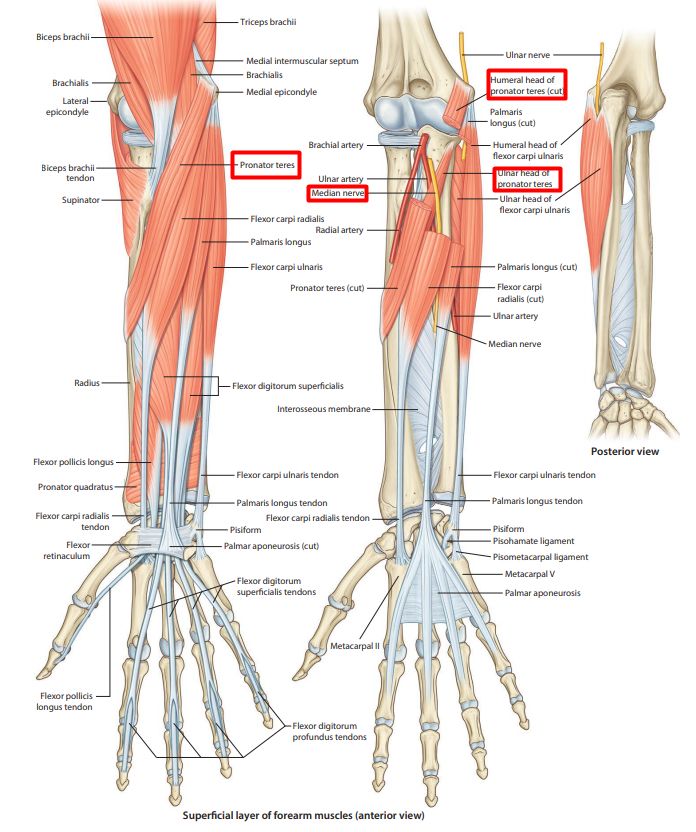 Triceps brachii
Biceps brachii
Medial intermuscular septum
Brachialis
Brachialis
Medial epicondyle
Lateral
epicondyle
Pronator teres
Biceps brachii
tendon
Supinator
Flexor carpi radialis
Palmaris longus
Flexor carpi ulnaris
Radius
Flexor digitorum superficialis
Flexor pollicis longus
Flexor carpi ulnaris tendon
Pronator quadratus
Palmaris longus tendon
Flexor carpi radialis
tendon
Pisiform
Flexor
retinaculum
Palmar aponeurosis (cut)
Flexor digitorum
superficialis tendons
Flexor pollicis
longus tendon
Flexor digitorum
profundus tendons
Ulnar nerve
Humeral head of
pronator teres (cut)
Palmaris
longus (cut)
Brachial artery
Humeral head of
flexor carpi ulnaris
Ulnar artery
Ulnar head of
pronator teres
Median nerve
Ulnar head of
flexor carpi ulnaris
Radial artery
Palmaris longus (cut)
Pronator teres (cut)
Flexor carpi
radialis (cut)
Ulnar artery
Median nerve
Interosseous membrane
Posterior view
Flexor carpi ulnaris tendon
Palmaris longus tendon
Flexor carpi radialis tendon
Pisiform
Pisohamate ligament
Pisometacarpal ligament
Metacarpal V
Palmar aponeurosis
Metacarpal II
Superficial layer of forearm muscles (anterior view)